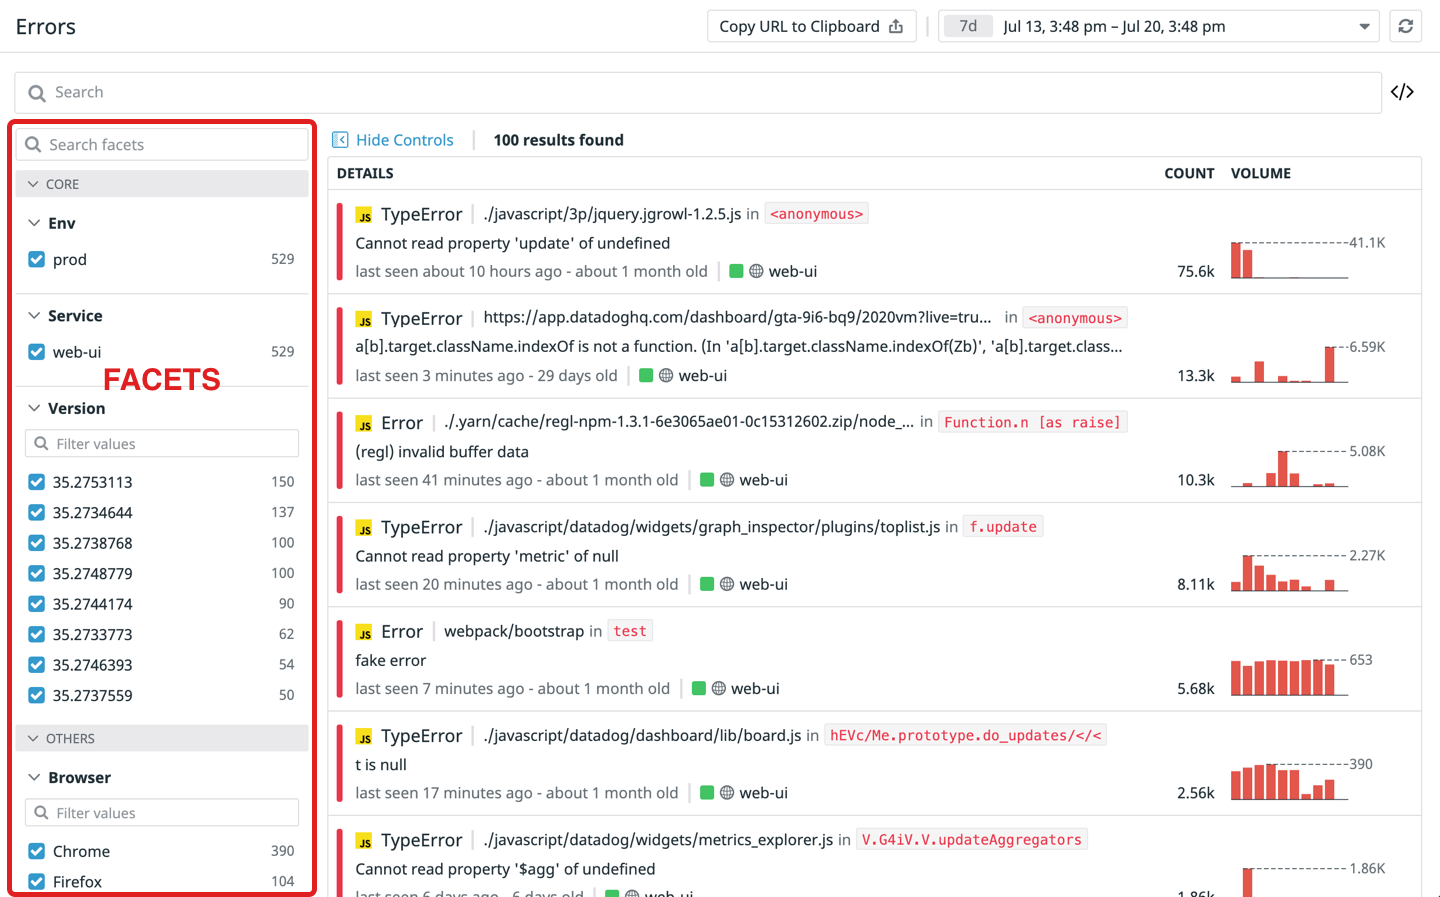 Errors
Copy URL to Clipboard
7d Jul 13, 3:48 pm – Jul 20, 3:48 pm
Search
</>
Search facets
CORE
Env
prod 529
Service
web-ui 529
FACETS
Version
Filter values
35.2753113 150
35.2734644 137
35.2738768 100
35.2748779 100
35.2744174 90
35.2733773 62
35.2746393 54
35.2737559 50
OTHERS
Browser
Filter values
Chrome 390
Firefox 104
Hide Controls 100 results found
DETAILS COUNT VOLUME
JS TypeError ./javascript/3p/jquery.jgrowl-1.2.5.js in <anonymous>
Cannot read property 'update' of undefined
last seen about 10 hours ago - about 1 month old web-ui
75.6k 41.1K
JS TypeError https://app.datadoghq.com/dashboard/gta-9i6-bq9/2020vm?live=tru... in <anonymous>
a[b].target.className.indexOf is not a function. (In 'a[b].target.className.indexOf(Zb)', 'a[b].target.class...
last seen 3 minutes ago - 29 days old web-ui
13.3k 6.59K
JS Error ./.yarn/cache/regl-npm-1.3.1-6e3065ae01-0c15312602.zip/node_... in Function.n [as raise]
(regl) invalid buffer data
last seen 41 minutes ago - about 1 month old web-ui
10.3k 5.08K
JS TypeError ./javascript/datadog/widgets/graph_inspector/plugins/toplist.js in f.update
Cannot read property 'metric' of null
last seen 20 minutes ago - about 1 month old web-ui
8.11k 2.27K
JS Error webpack/bootstrap in test
fake error
last seen 7 minutes ago - about 1 month old web-ui
5.68k 653
JS TypeError ./javascript/datadog/dashboard/lib/board.js in hEVc/Me.prototype.do_updates/</<
t is null
last seen 17 minutes ago - about 1 month old web-ui
2.56k 390
JS TypeError ./javascript/datadog/widgets/metrics_explorer.js in V.G4iV.V.updateAggregators
Cannot read property '$agg' of undefined
last seen 6 days ago - 6 days old web-ui
1.86k 1.86K